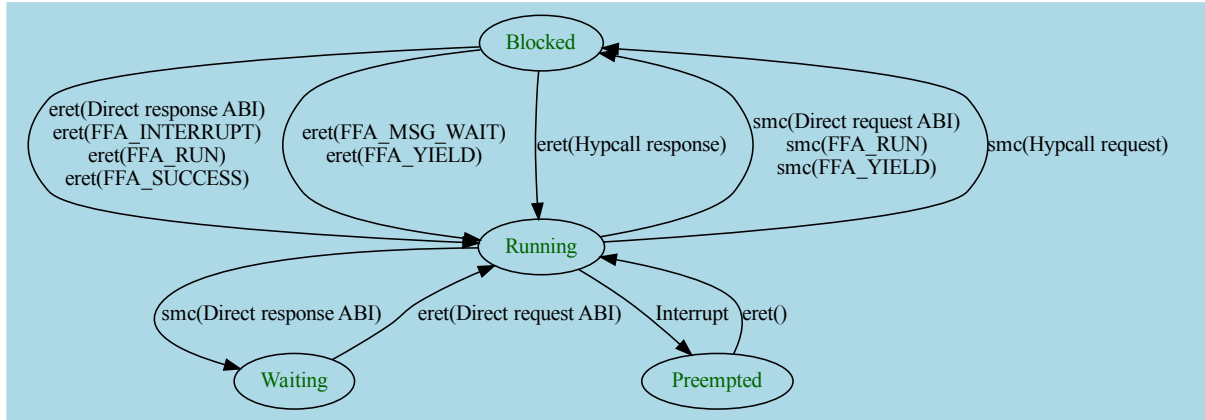 Blocked
eret(Direct response ABI)
eret(FFA_INTERRUPT)
eret(FFA_RUN)
eret(FFA_SUCCESS)
eret(FFA_MSG_WAIT)
eret(FFA_YIELD)
eret(Hypcall response)
smc(Direct request ABI)
smc(FFA_RUN)
smc(FFA_YIELD)
smc(Hypcall request)
Running
smc(Direct response ABI)
eret(Direct request ABI)
Interrupt
eret()
Waiting
Preempted